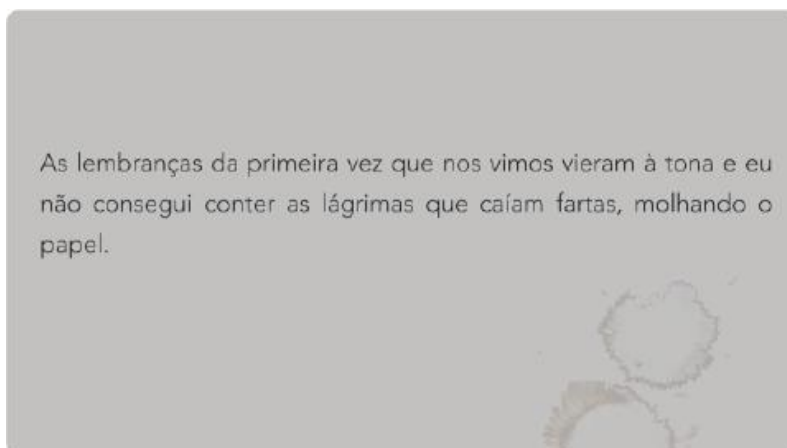 As lembranças da primeira vez que nos vimos vieram à tona e eu
não consegui conter as lágrimas que caíam fartas, molhando o
papel.